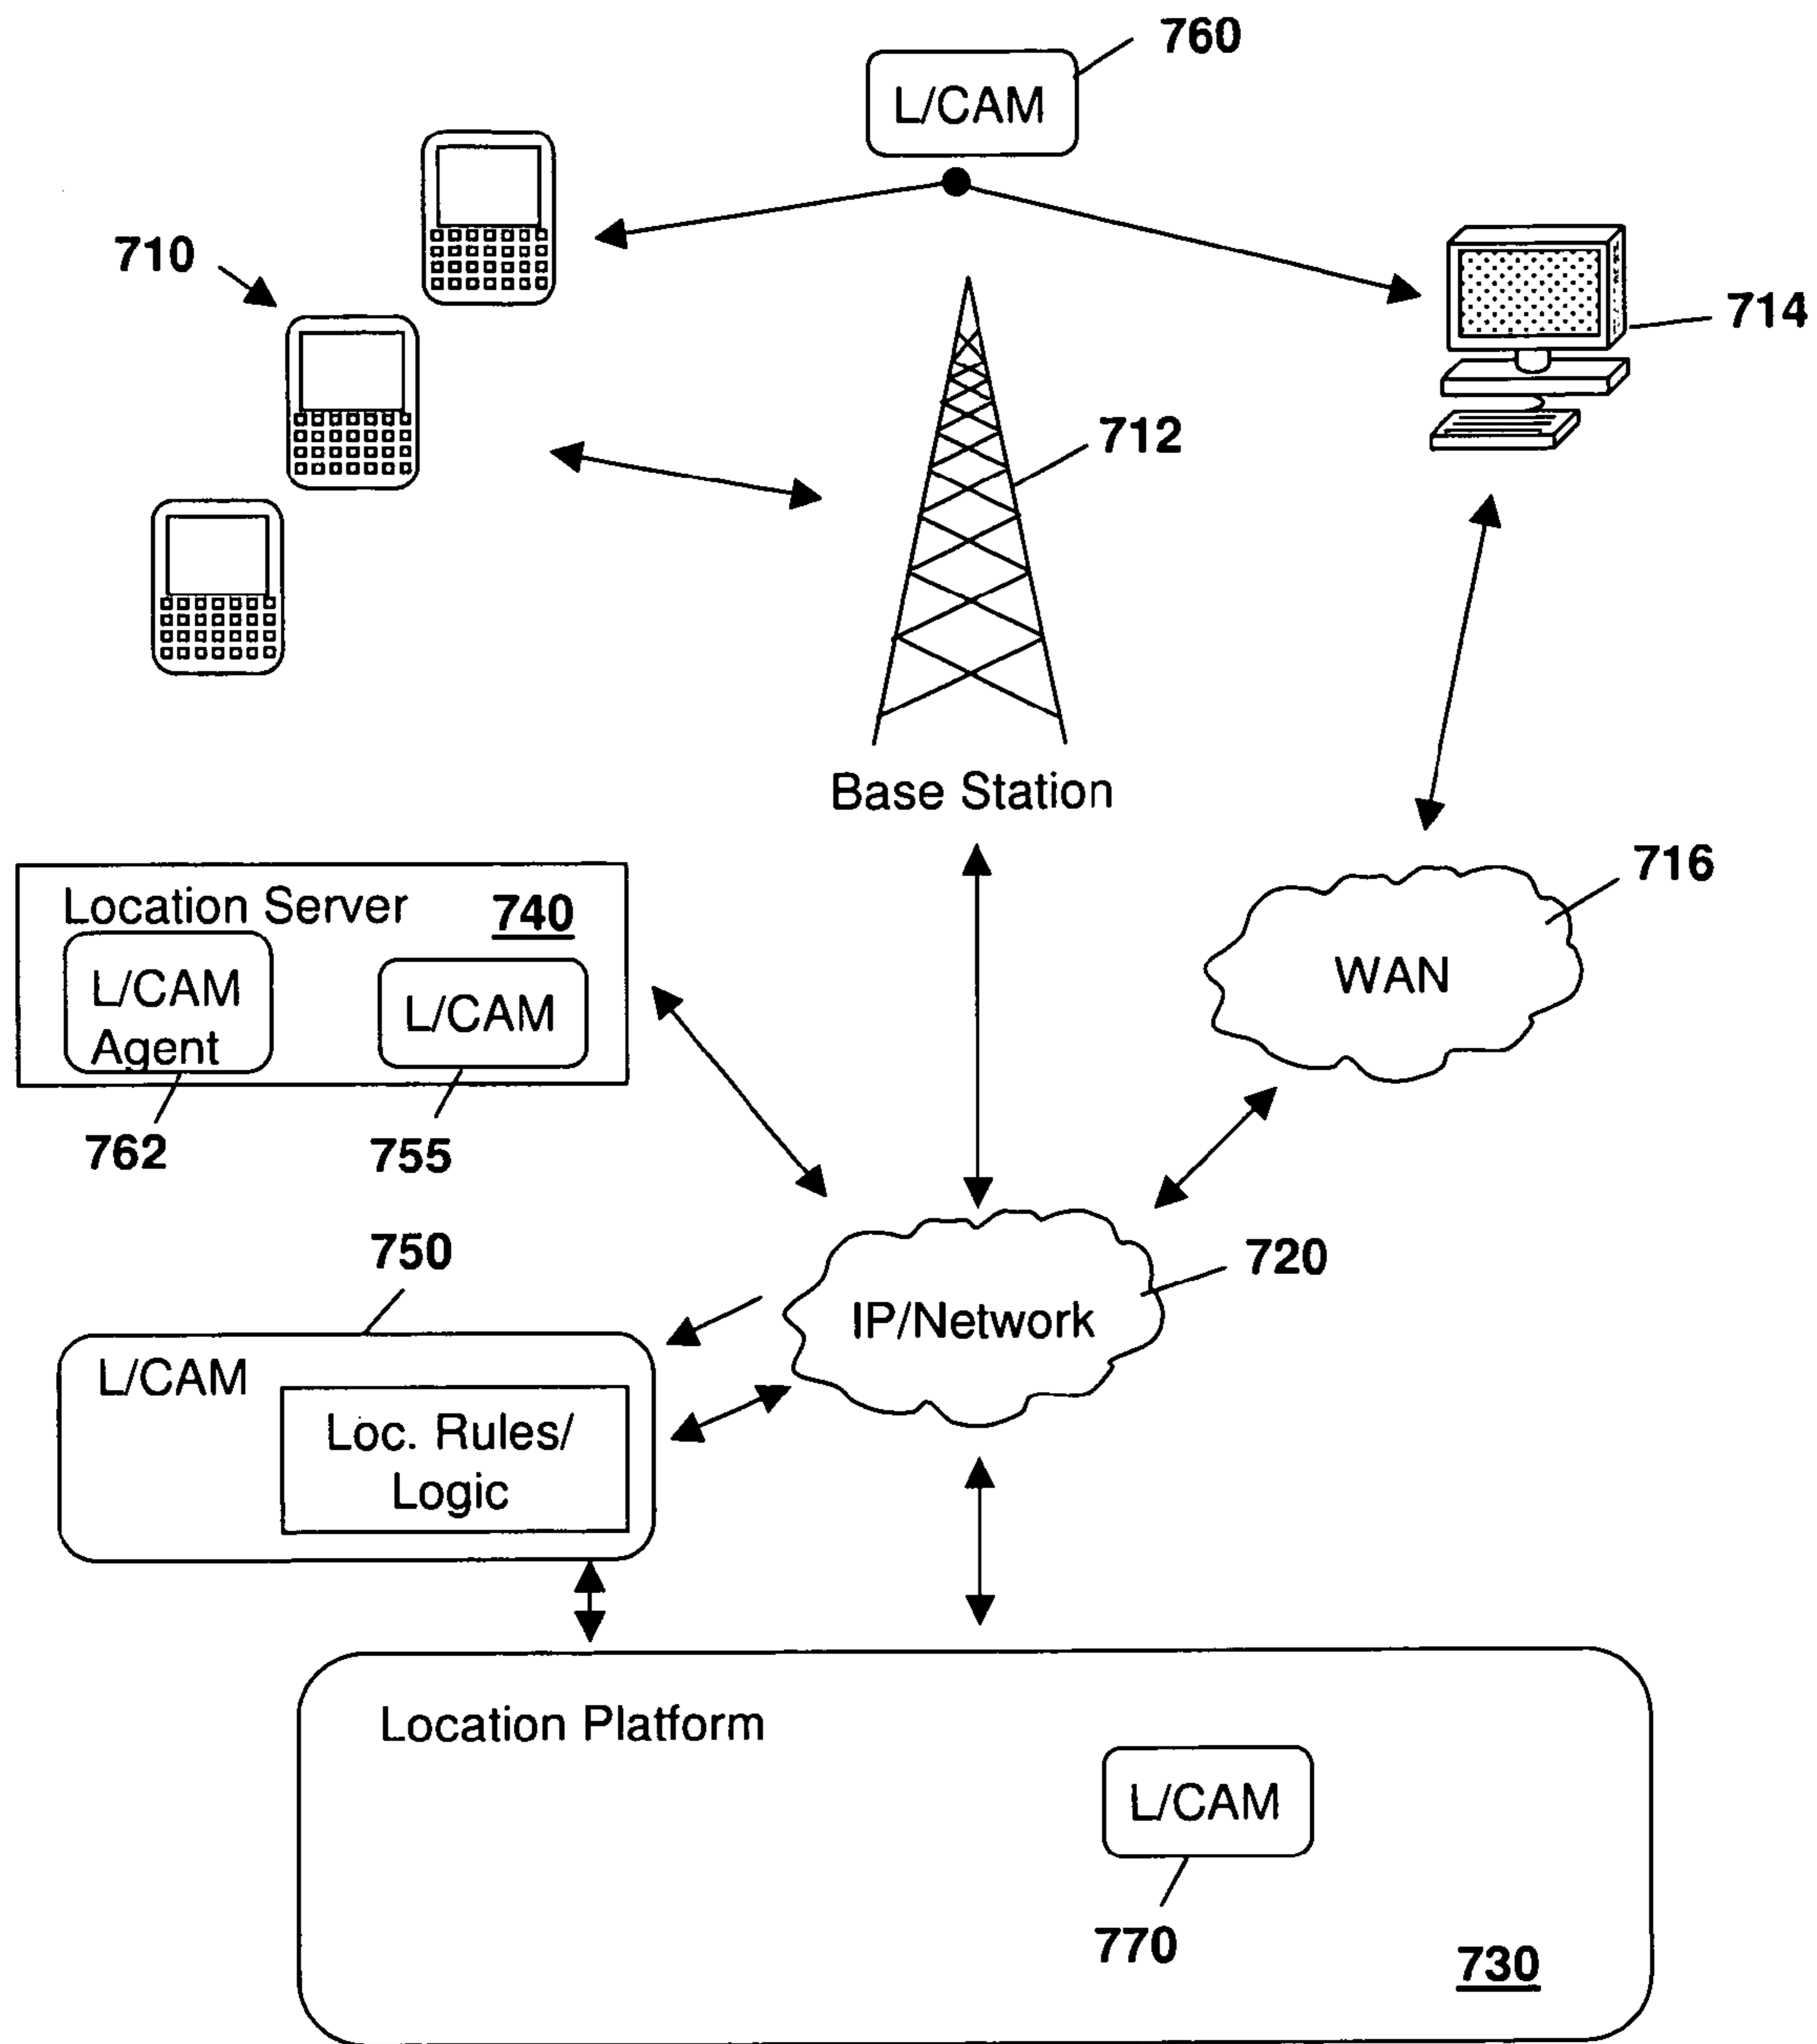 760
L/CAM
710
714
712
Base Station
716
Location Server
740
WAN
L/CAM
Agent
L/CAM
762
755
750
720
IP/Network
L/CAM
Loc. Rules/
Logic
Location Platform
L/CAM
770
730